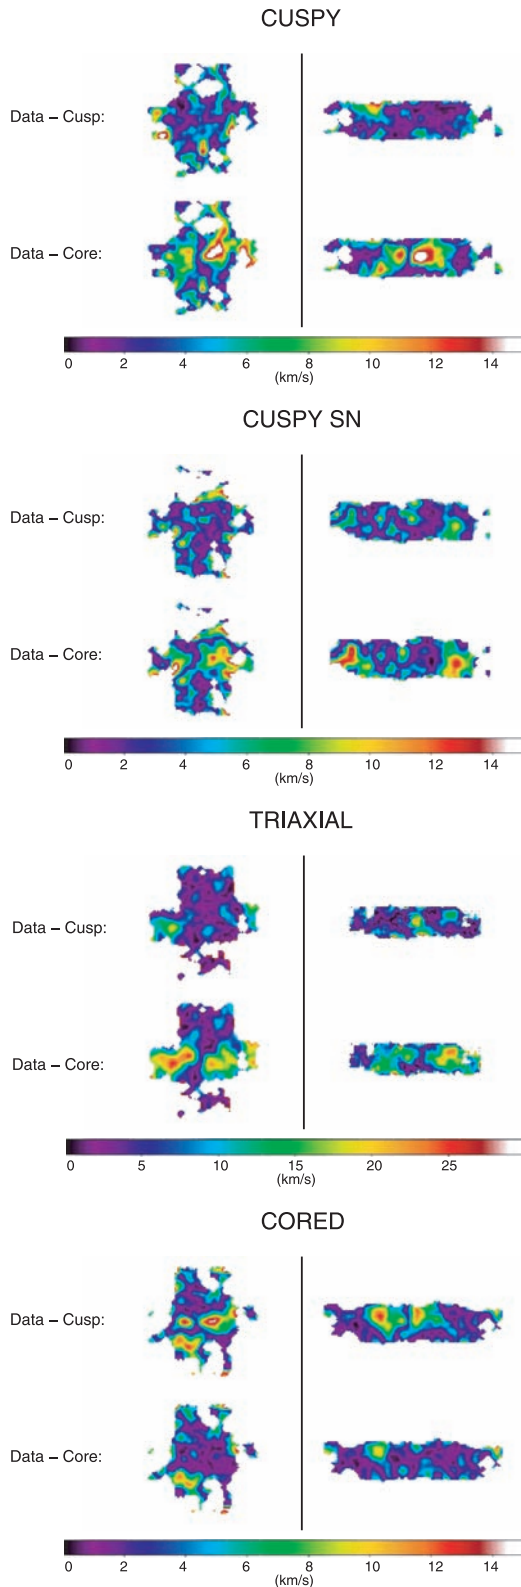 CUSPY
Data – Cusp:
Data – Core:
0 2 4 6 8 10 12 14
(km/s)
CUSPY SN
Data – Cusp:
Data – Core:
0 2 4 6 8 10 12 14
(km/s)
TRIAXIAL
Data – Cusp:
Data – Core:
0 5 10 15 20 25
(km/s)
CORED
Data – Cusp:
Data – Core:
0 2 4 6 8 10 12 14